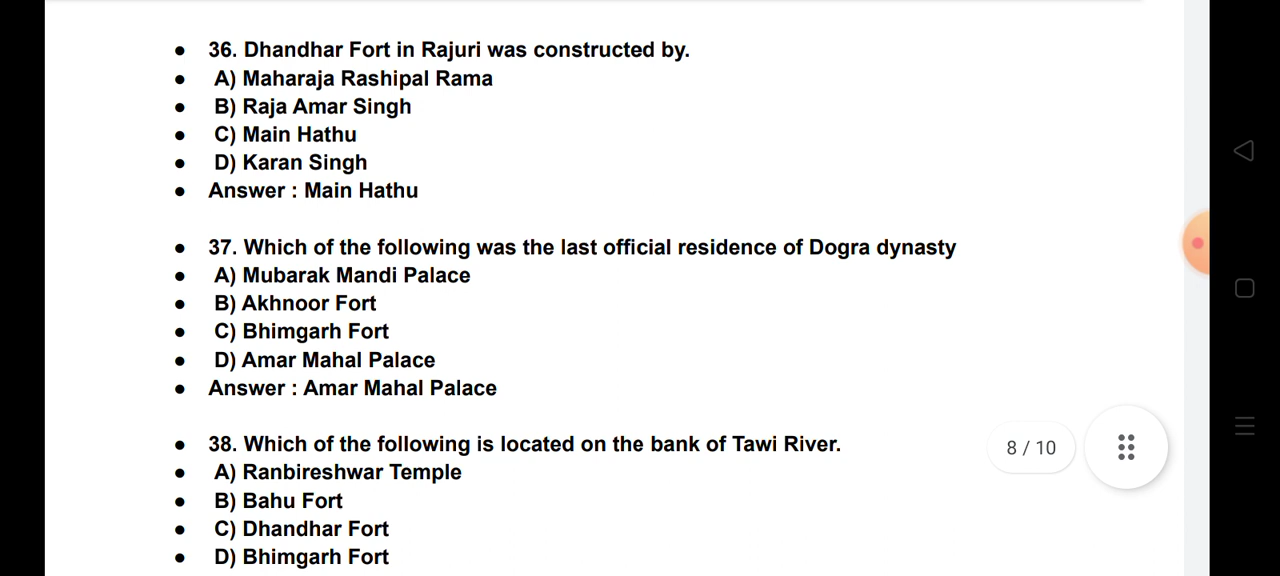 36. Dhandhar Fort in Rajuri was constructed by.
A) Maharaja Rashipal Rama
B) Raja Amar Singh
C) Main Hathu
D) Karan Singh
Answer : Main Hathu
37. Which of the following was the last official residence of Dogra dynasty
A) Mubarak Mandi Palace
B) Akhnoor Fort
C) Bhimgarh Fort
D) Amar Mahal Palace
Answer : Amar Mahal Palace
38. Which of the following is located on the bank of Tawi River.
A) Ranbireshwar Temple
B) Bahu Fort
C) Dhandhar Fort
D) Bhimgarh Fort
8 / 10